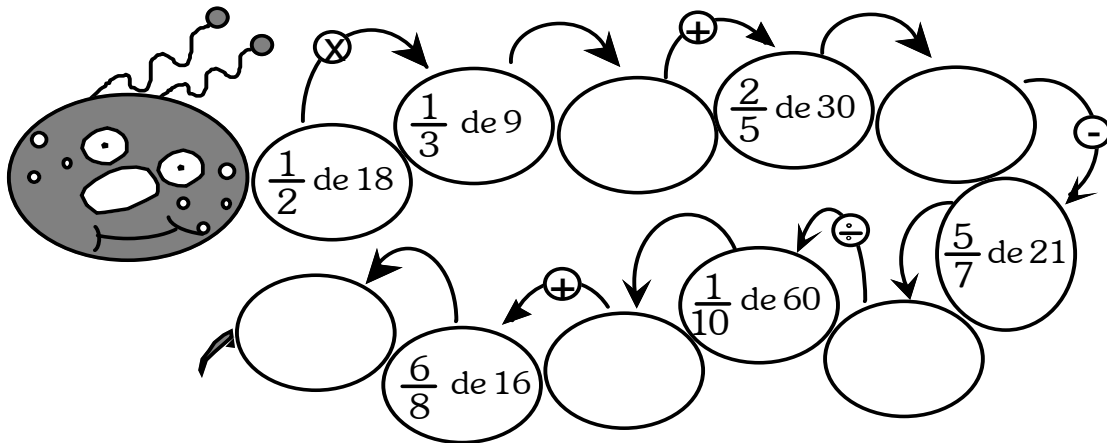 1/2 de 18
X
1/3 de 9
+
2/5 de 30
-
5/7 de 21
÷
1/10 de 60
+
6/8 de 16